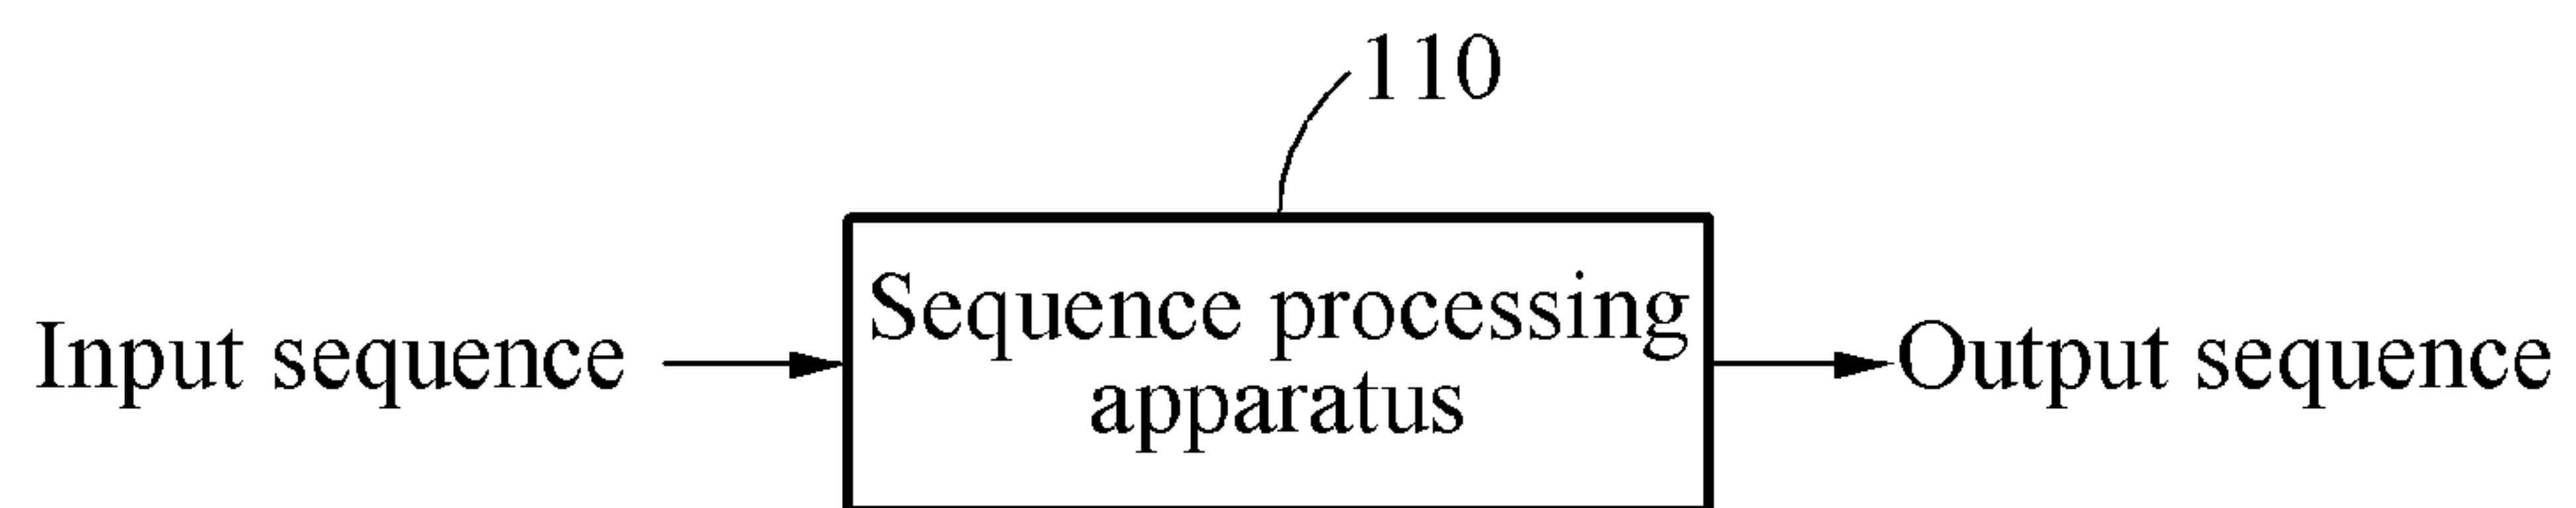 110
Input sequence
Sequence processing
apparatus
Output sequence